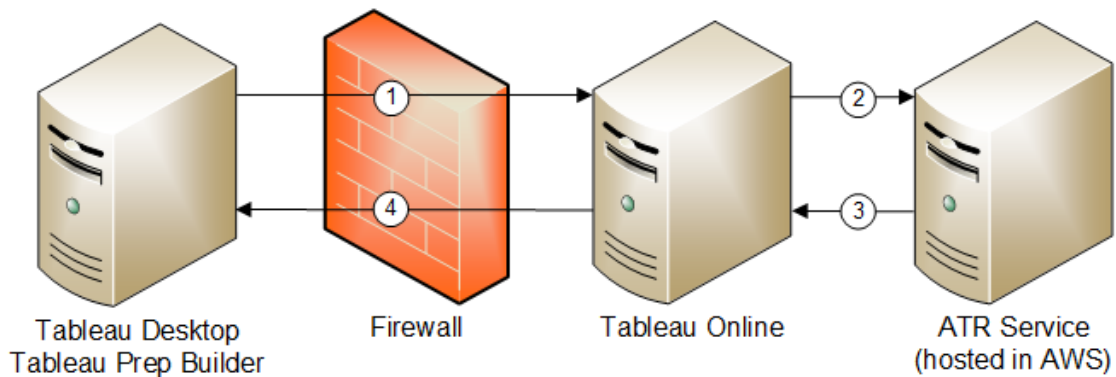 1
2
4
3
Tableau Desktop
Tableau Prep Builder
Firewall
Tableau Online
ATR Service
(hosted in AWS)